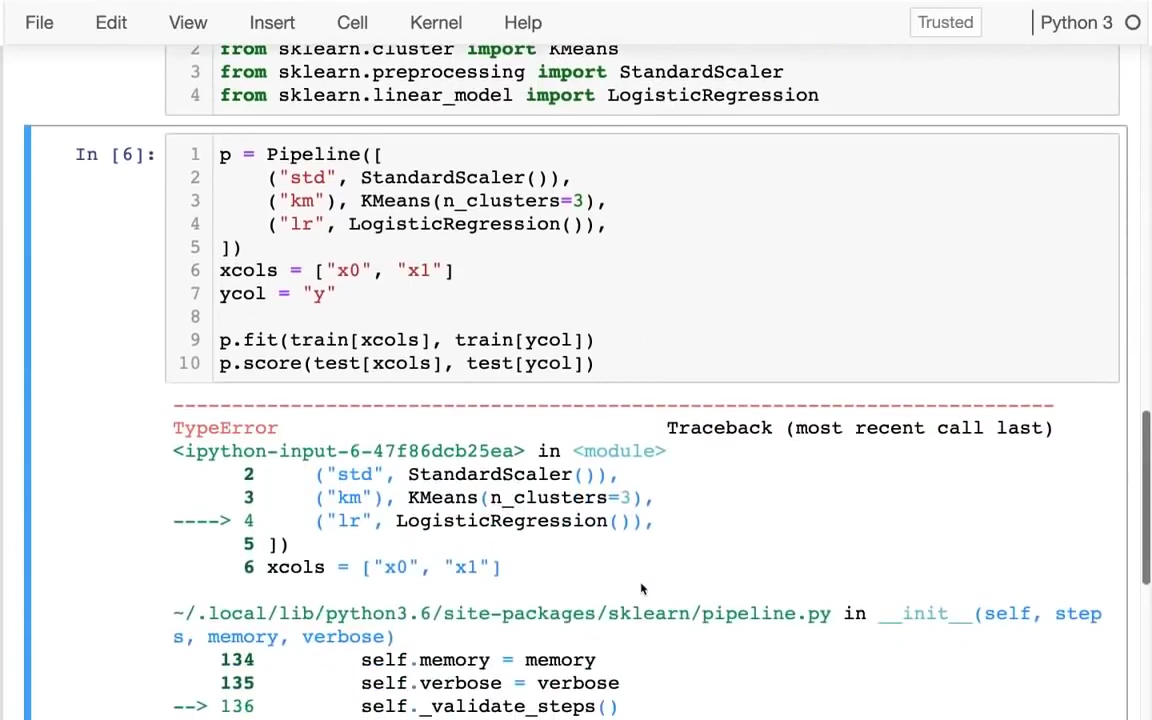 File Edit View Insert Cell Kernel Help Trusted Python 3
2 from sklearn.cluster import KMeans
3 from sklearn.preprocessing import StandardScaler
4 from sklearn.linear_model import LogisticRegression
In [6]: 1 p = Pipeline([
2 ("std", StandardScaler()),
3 ("km"), KMeans(n_clusters=3),
4 ("lr", LogisticRegression()),
5 ])
6 xcols = ["x0", "x1"]
7 ycol = "y"
8
9 p.fit(train[xcols], train[ycol])
10 p.score(test[xcols], test[ycol])
---------------------------------------------------------------------------
TypeError Traceback (most recent call last)
<ipython-input-6-47f86dcb25ea> in <module>
2 ("std", StandardScaler()),
3 ("km"), KMeans(n_clusters=3),
----> 4 ("lr", LogisticRegression()),
5 ])
6 xcols = ["x0", "x1"]
~/.local/lib/python3.6/site-packages/sklearn/pipeline.py in __init__(self, step
s, memory, verbose)
134 self.memory = memory
135 self.verbose = verbose
--> 136 self._validate_steps()